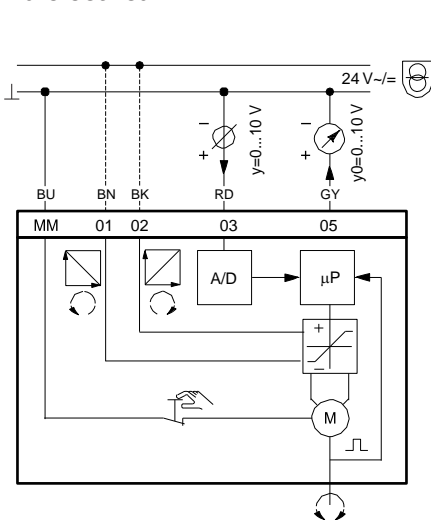 24 V~/=
⊥
−
+
y=0...10 V
−
+
y0=0...10 V
BU BN BK RD GY
MM 01 02 03 05
A/D
µP
+
−
M